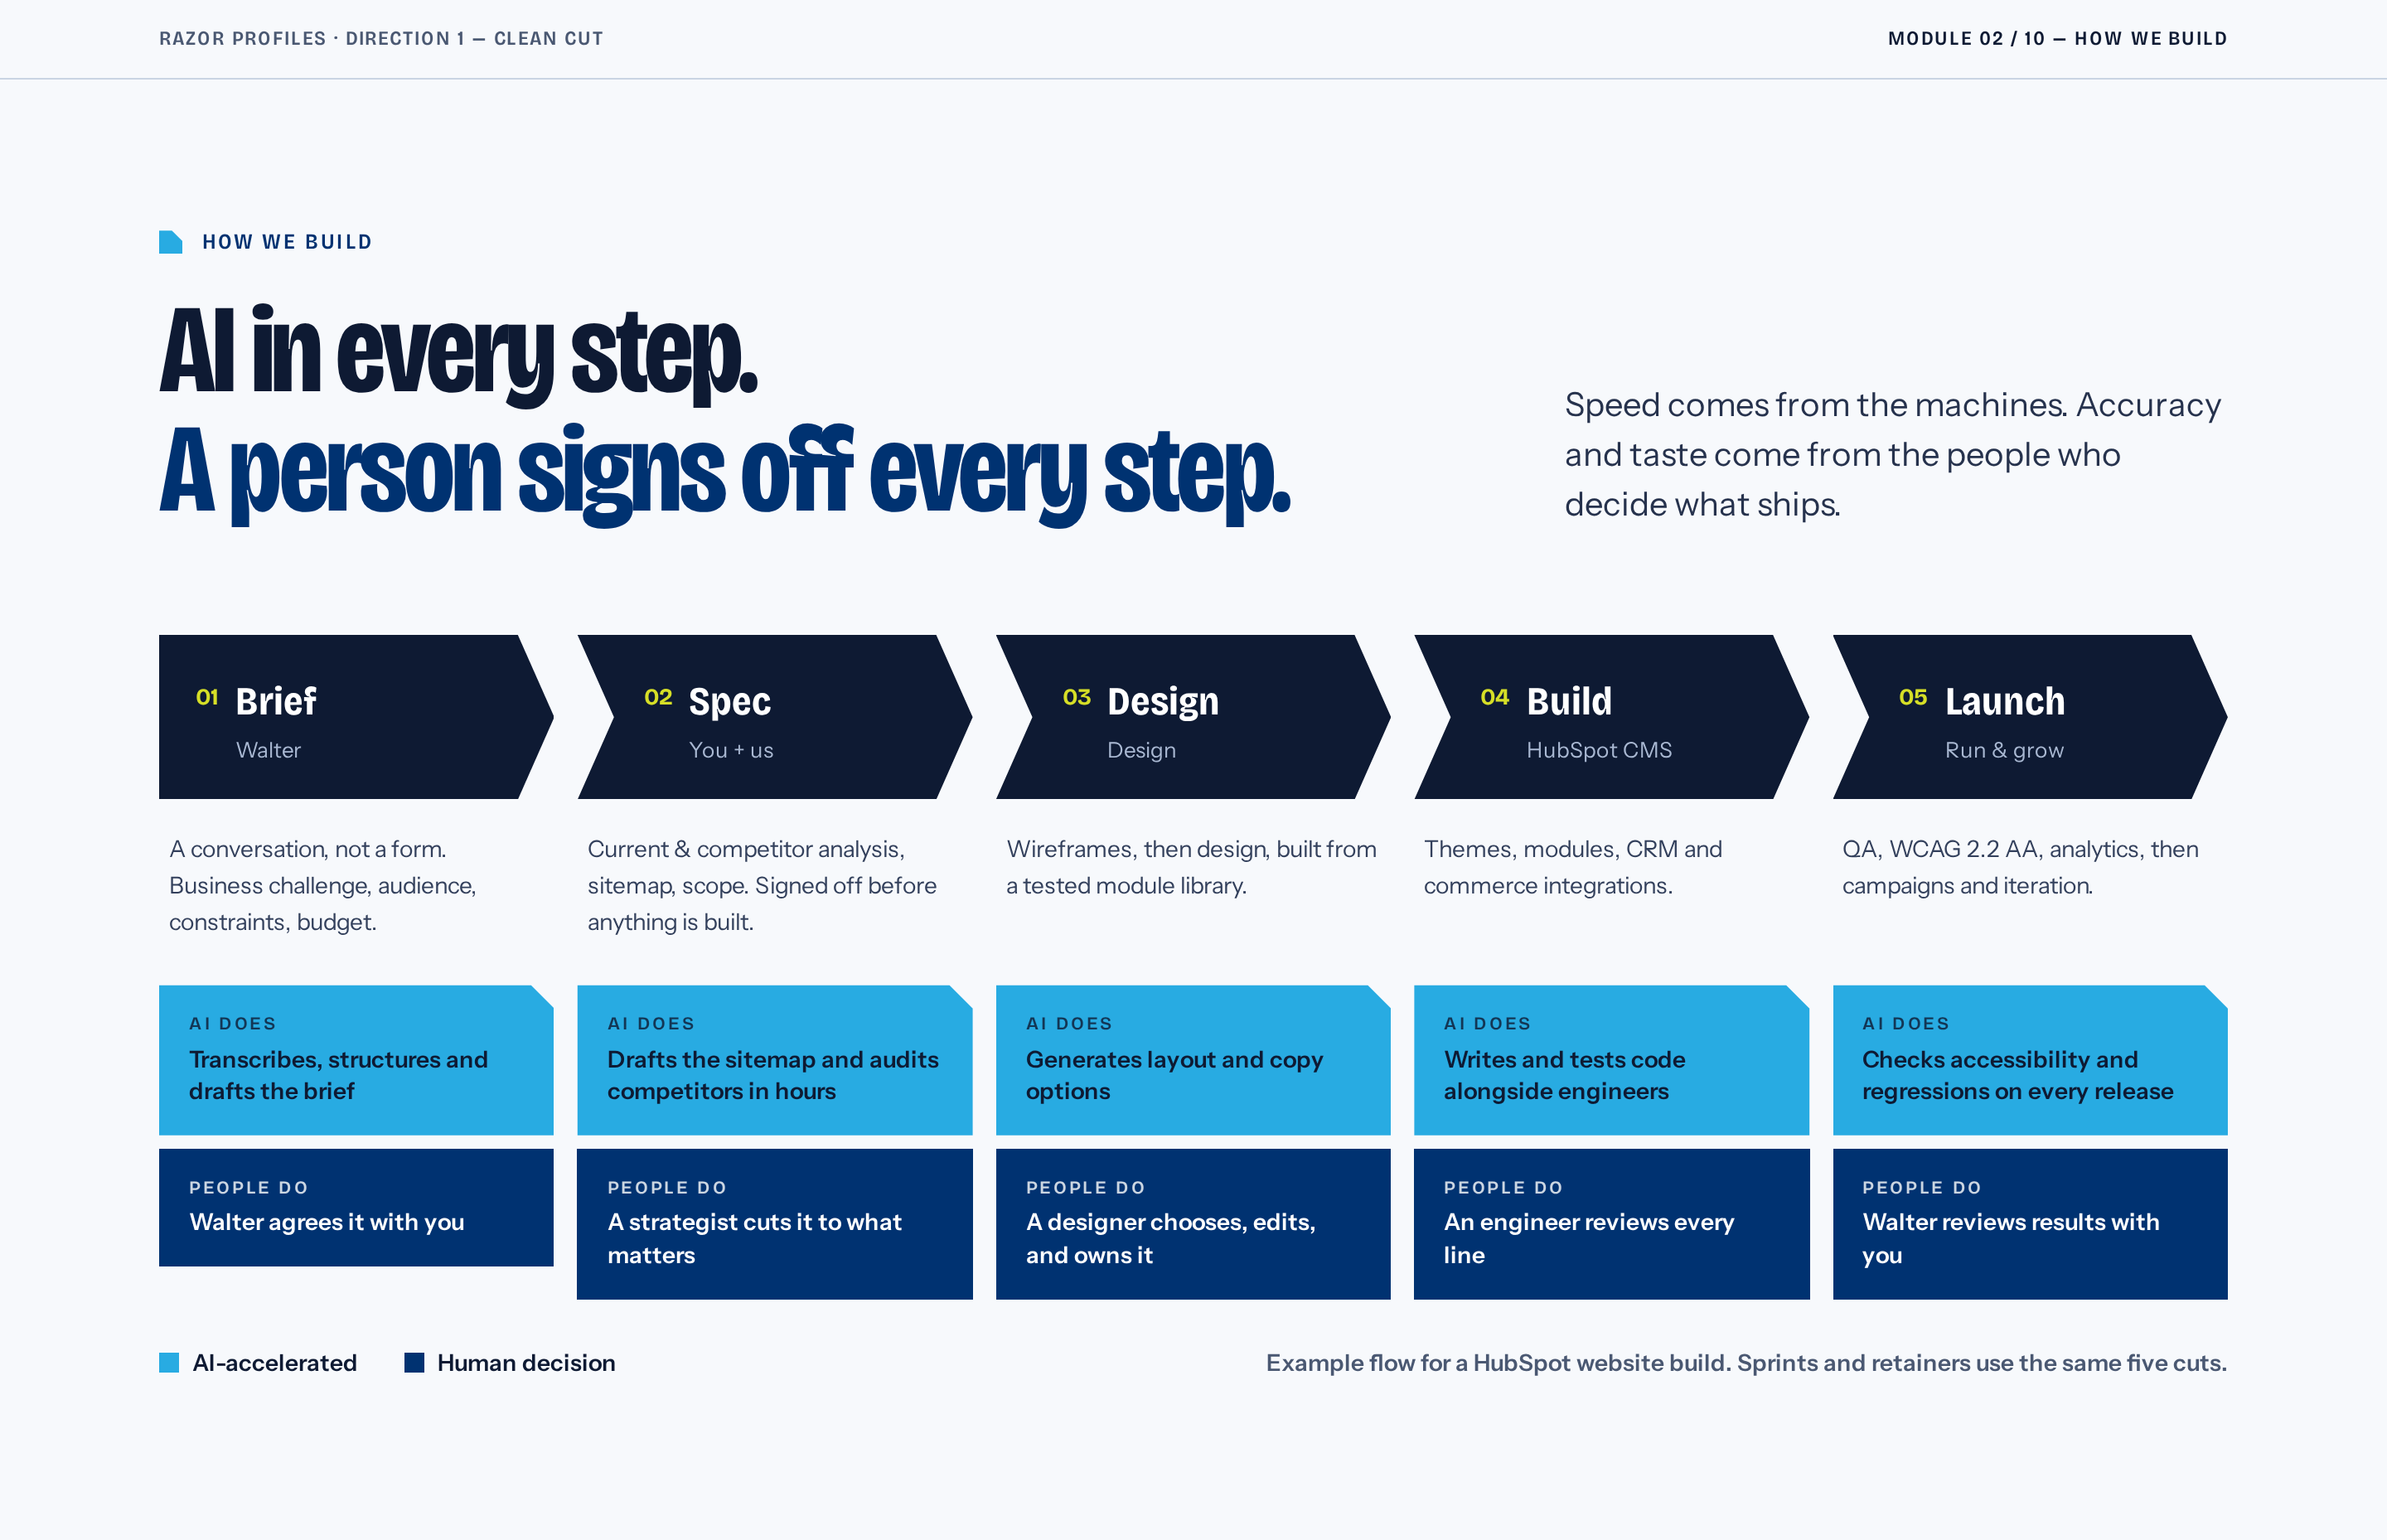 RAZOR PROFILES · DIRECTION 1 — CLEAN CUT
MODULE 02 / 10 — HOW WE BUILD
HOW WE BUILD
AI in every step.
A person signs off every step.
Speed comes from the machines. Accuracy
and taste come from the people who
decide what ships.
01 Brief
Walter
02 Spec
You + us
03 Design
Design
04 Build
HubSpot CMS
05 Launch
Run & grow
A conversation, not a form.
Business challenge, audience,
constraints, budget.
Current & competitor analysis,
sitemap, scope. Signed off before
anything is built.
Wireframes, then design, built from
a tested module library.
Themes, modules, CRM and
commerce integrations.
QA, WCAG 2.2 AA, analytics, then
campaigns and iteration.
AI DOES
Transcribes, structures and
drafts the brief
AI DOES
Drafts the sitemap and audits
competitors in hours
AI DOES
Generates layout and copy
options
AI DOES
Writes and tests code
alongside engineers
AI DOES
Checks accessibility and
regressions on every release
PEOPLE DO
Walter agrees it with you
PEOPLE DO
A strategist cuts it to what
matters
PEOPLE DO
A designer chooses, edits,
and owns it
PEOPLE DO
An engineer reviews every
line
PEOPLE DO
Walter reviews results with
you
AI-accelerated
Human decision
Example flow for a HubSpot website build. Sprints and retainers use the same five cuts.